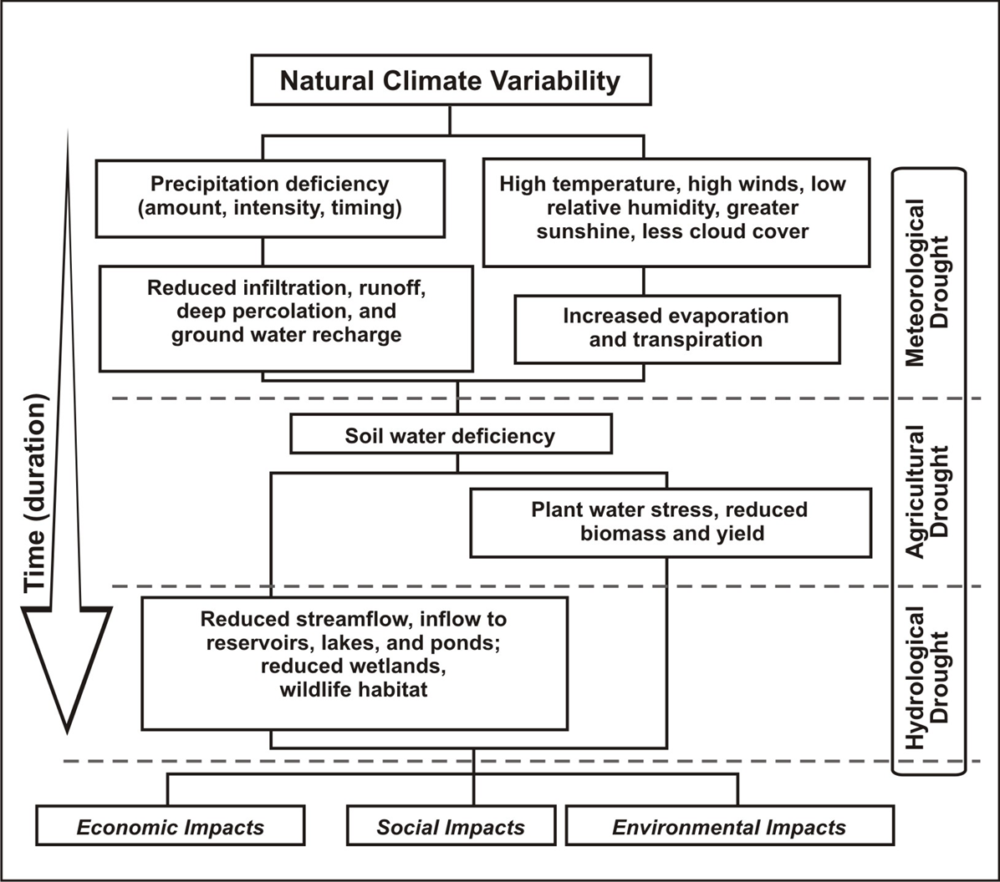 Natural Climate Variability
Precipitation deficiency
(amount, intensity, timing)
High temperature, high winds, low
relative humidity, greater
sunshine, less cloud cover
Reduced infiltration, runoff,
deep percolation, and
ground water recharge
Increased evaporation
and transpiration
Meteorological
Drought
Time (duration)
Soil water deficiency
Plant water stress, reduced
biomass and yield
Agricultural
Drought
Reduced streamflow, inflow to
reservoirs, lakes, and ponds;
reduced wetlands,
wildlife habitat
Hydrological
Drought
Economic Impacts
Social Impacts
Environmental Impacts